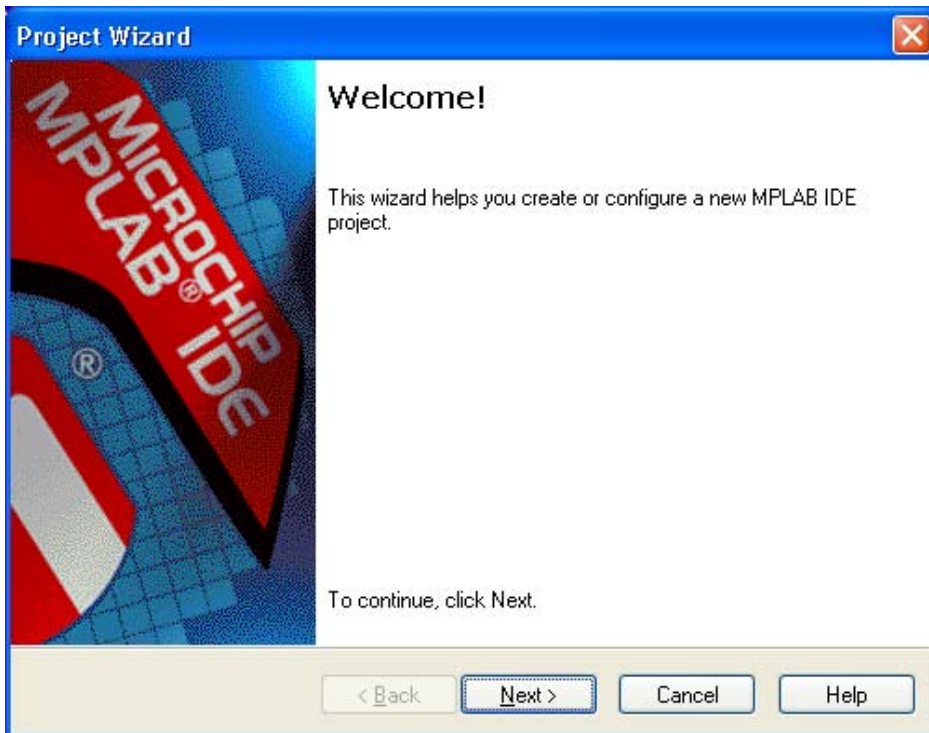 Project Wizard
MICROCHIP
MPLAB® IDE
®
Welcome!
This wizard helps you create or configure a new MPLAB IDE
project.
To continue, click Next.
< Back
Next >
Cancel
Help